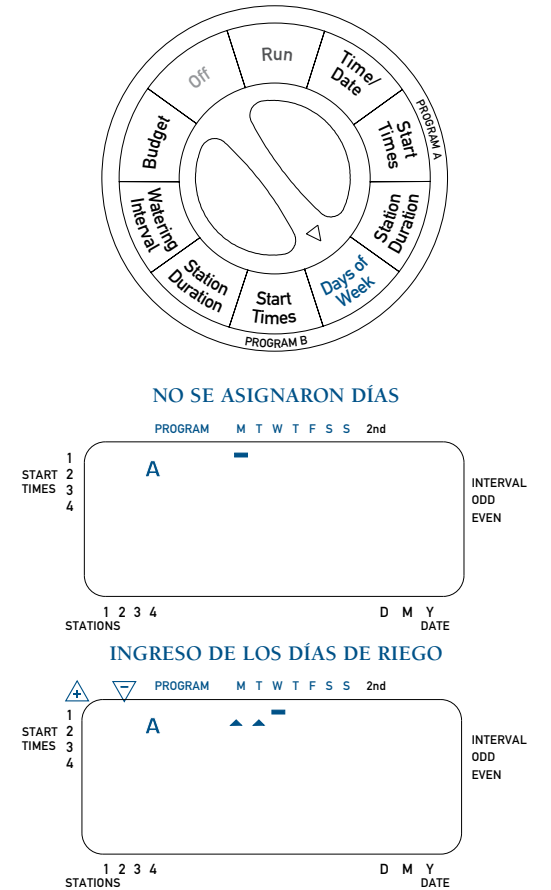 Off
Run
Time/
Date
PROGRAM A
Start
Times
Station
Duration
Days of
Week
Start
Times
PROGRAM B
Station
Duration
Watering
Interval
Budget
NO SE ASIGNARON DÍAS
PROGRAM M T W T F S S 2nd
1
START 2
TIMES 3
4
A
INTERVAL
ODD
EVEN
1 2 3 4
STATIONS
D M Y
DATE
INGRESO DE LOS DÍAS DE RIEGO
+ −
PROGRAM M T W T F S S 2nd
1
START 2
TIMES 3
4
A
INTERVAL
ODD
EVEN
1 2 3 4
STATIONS
D M Y
DATE